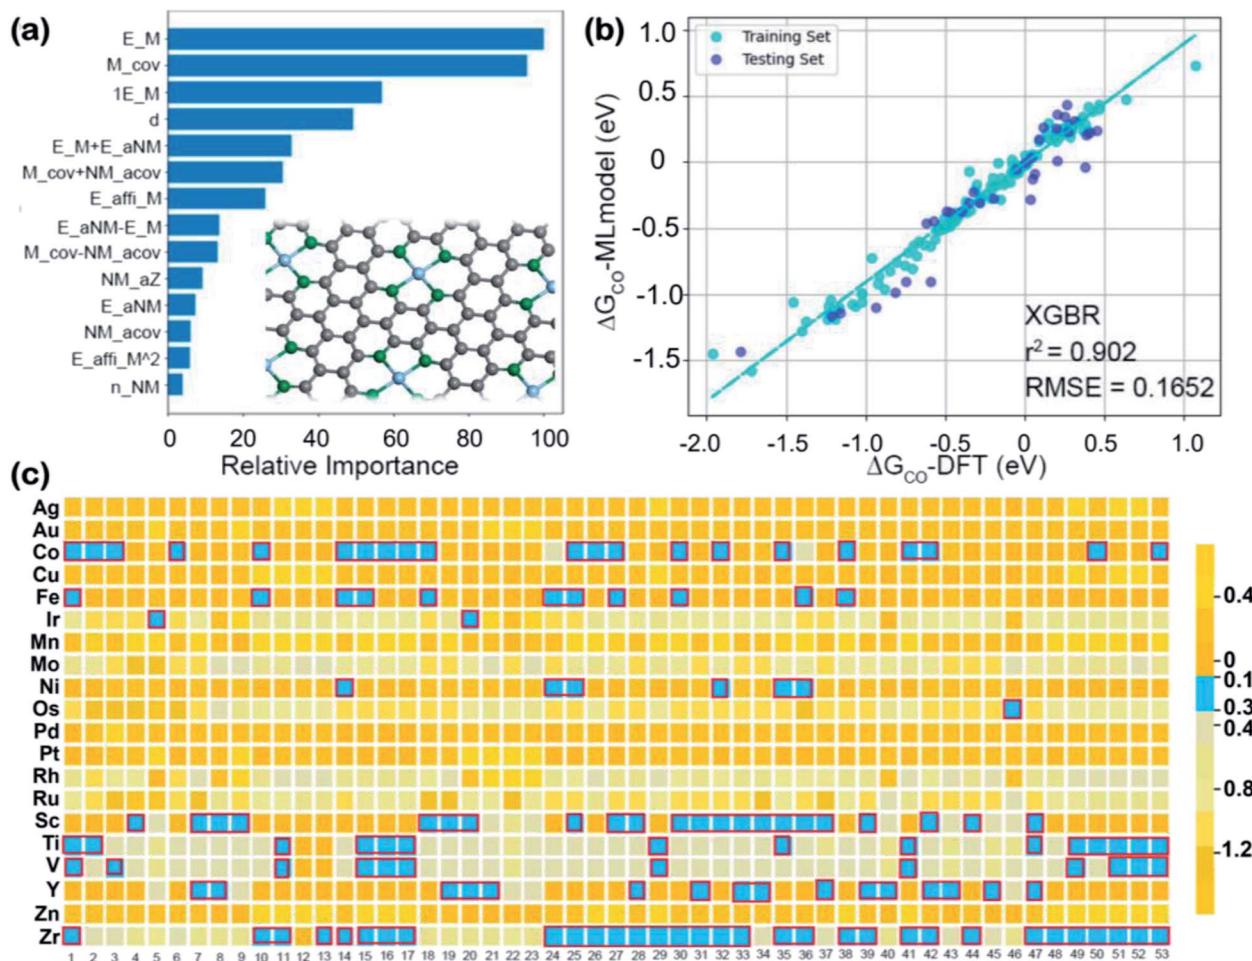 (a)
E_M
M_cov
1E_M
d
E_M+E_aNM
M_cov+NM_acov
E_affi_M
E_aNM-E_M
M_cov-NM_acov
NM_aZ
E_aNM
NM_acov
E_affi_M^2
n_NM
0 20 40 60 80 100
Relative Importance
(b)
Training Set
Testing Set
1.0
0.5
0
-0.5
-1.0
-1.5
ΔG_CO-MLmodel (eV)
XGBR
r² = 0.902
RMSE = 0.1652
-2.0 -1.5 -1.0 -0.5 0 0.5 1.0
ΔG_CO-DFT (eV)
(c)
Ag
Au
Co
Cu
Fe
Ir
Mn
Mo
Ni
Os
Pd
Pt
Rh
Ru
Sc
Ti
V
Y
Zn
Zr
1 2 3 4 5 6 7 8 9 10 11 12 13 14 15 16 17 18 19 20 21 22 23 24 25 26 27 28 29 30 31 32 33 34 35 36 37 38 39 40 41 42 43 44 45 46 47 48 49 50 51 52 53
0.4
0
-0.1
-0.3
-0.4
-0.8
-1.2